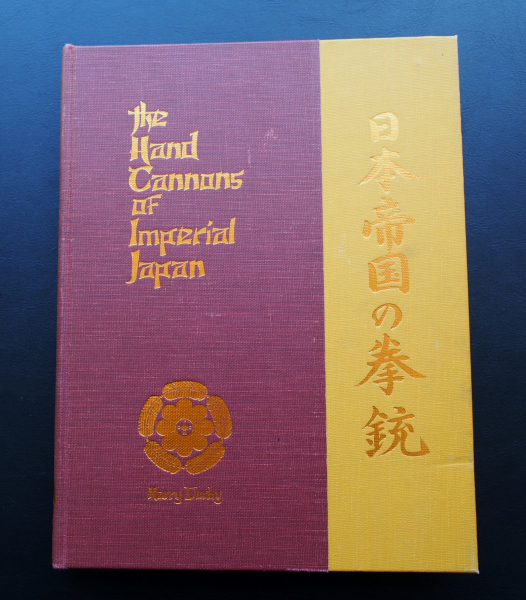 the
Hand
Cannons
of
Imperial
Japan
Harry Derby
日本帝国の拳銃